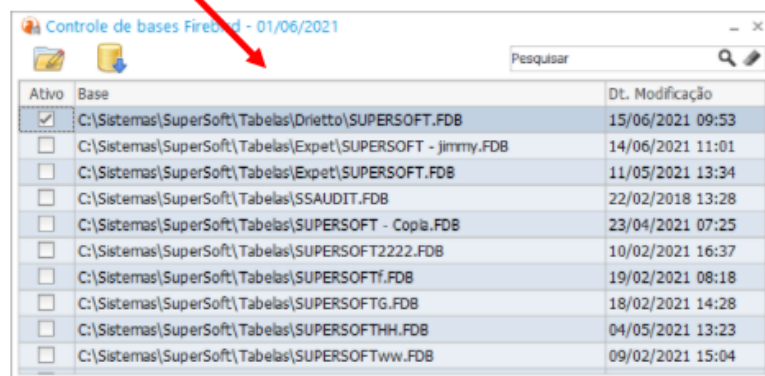 Controle de bases Firebird - 01/06/2021
Pesquisar
Ativo Base Dt. Modificação
C:\Sistemas\SuperSoft\Tabelas\Drietto\SUPERSOFT.FDB 15/06/2021 09:53
C:\Sistemas\SuperSoft\Tabelas\Expet\SUPERSOFT - jimmy.FDB 14/06/2021 11:01
C:\Sistemas\SuperSoft\Tabelas\Expet\SUPERSOFT.FDB 11/05/2021 13:34
C:\Sistemas\SuperSoft\Tabelas\SSAUDIT.FDB 22/02/2018 13:28
C:\Sistemas\SuperSoft\Tabelas\SUPERSOFT - Copia.FDB 23/04/2021 07:25
C:\Sistemas\SuperSoft\Tabelas\SUPERSOFT2222.FDB 10/02/2021 16:37
C:\Sistemas\SuperSoft\Tabelas\SUPERSOFTf.FDB 19/02/2021 08:18
C:\Sistemas\SuperSoft\Tabelas\SUPERSOFTG.FDB 18/02/2021 14:28
C:\Sistemas\SuperSoft\Tabelas\SUPERSOFTHH.FDB 04/05/2021 13:23
C:\Sistemas\SuperSoft\Tabelas\SUPERSOFTww.FDB 09/02/2021 15:04